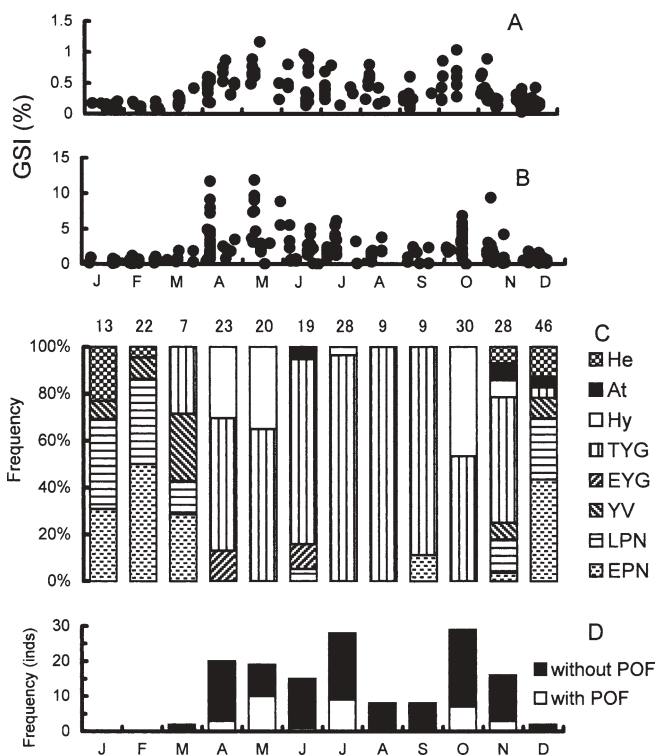 A
GSI (%)
1.5
1
0.5
0
B
15
10
5
0
J F M A M J J A S O N D
13 22 7 23 20 19 28 9 9 30 28 46
C
Frequency
100%
80%
60%
40%
20%
0%
He
At
Hy
TYG
EYG
YV
LPN
EPN
D
Frequency (inds)
30
20
10
0
without POF
with POF
J F M A M J J A S O N D